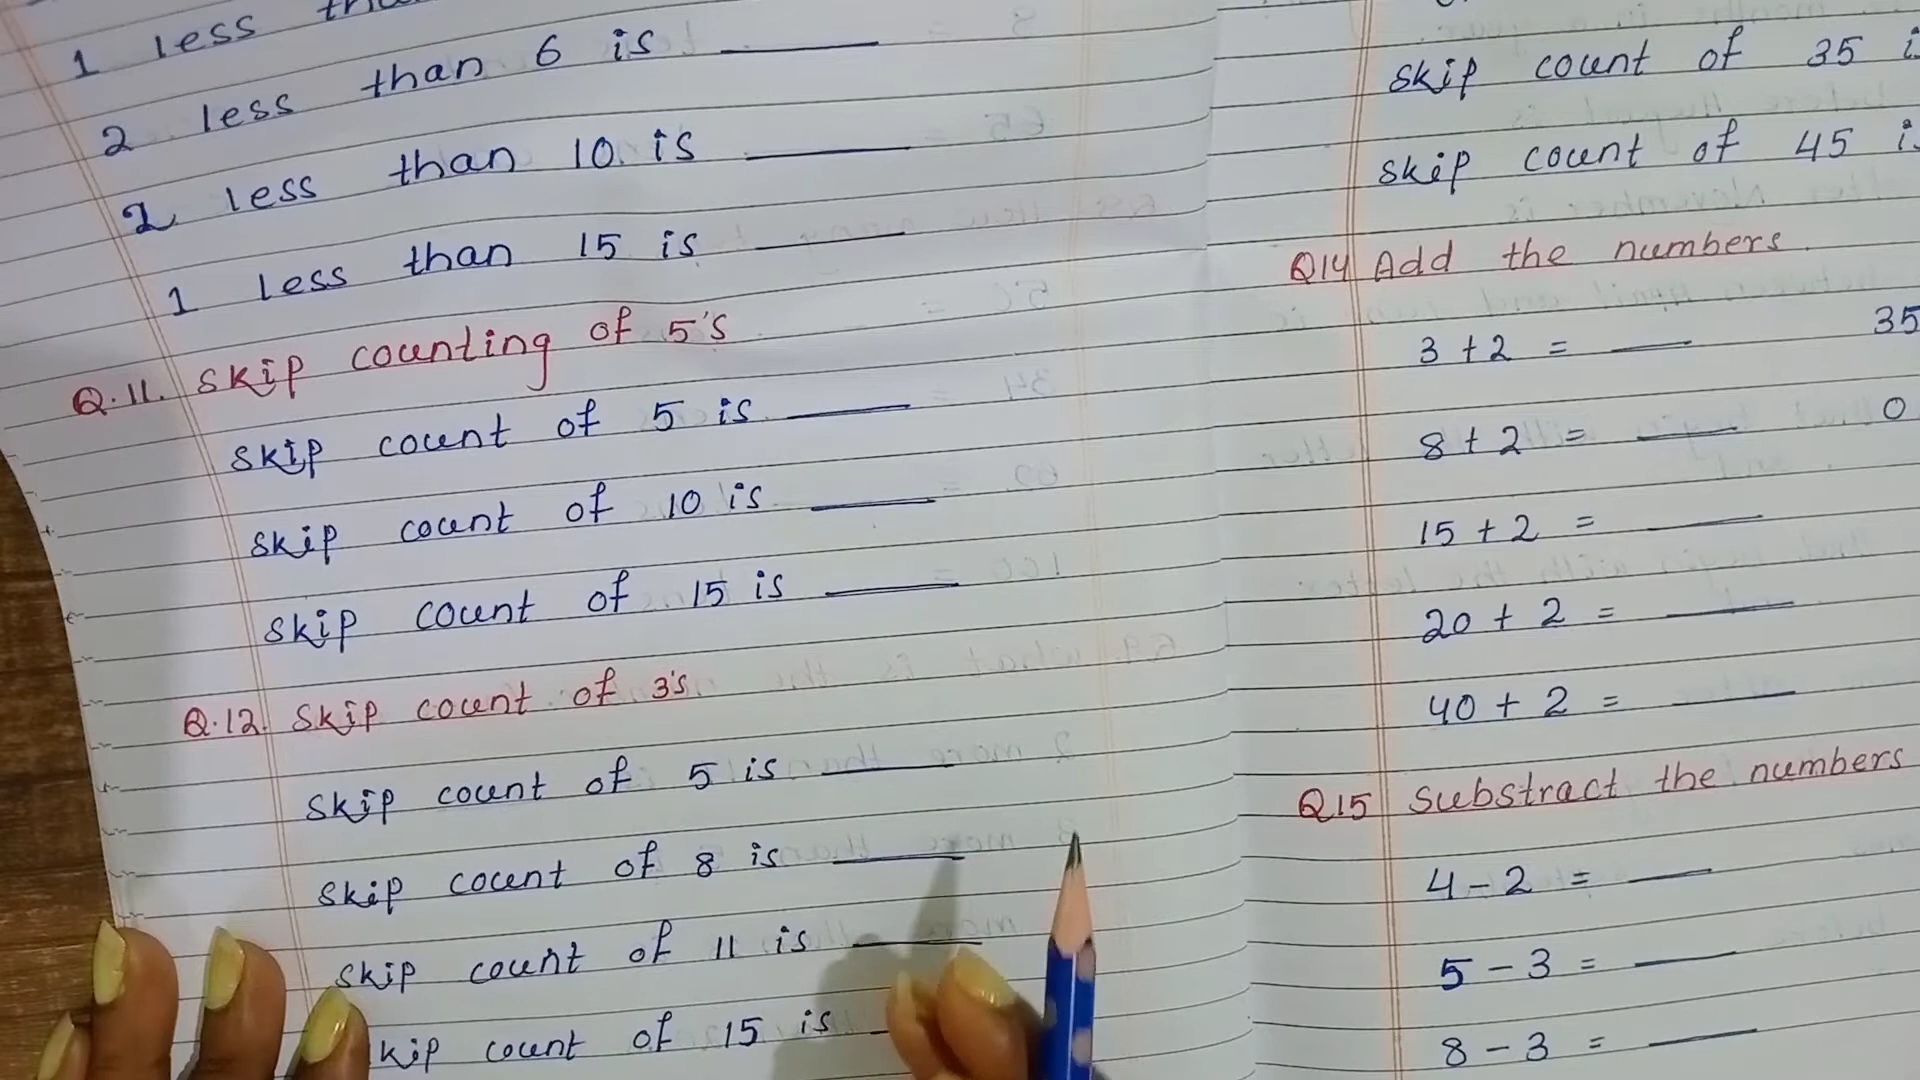 1 less
2 less than 6 is
2 less than 10 is
1 less than 15 is
Q.11. Skip counting of 5's
Skip count of 5 is
Skip count of 10 is
Skip count of 15 is
Q.12. Skip count of 3's
Skip count of 5 is
Skip count of 8 is
Skip count of 11 is
kip count of 15 is
Skip count of 35
Skip count of 45
Q14 Add the numbers
3 + 2 = 35
8 + 2 = 0
15 + 2 =
20 + 2 =
40 + 2 =
Q15 Substract the numbers
4 - 2 =
5 - 3 =
8 - 3 =